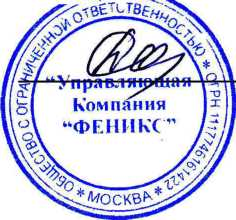 ОБЩЕСТВО С ОГРАНИЧЕННОЙ ОТВЕТСТВЕННОСТЬЮ * ОГРН 1117746161422 *
"Управляющая
Компания
"ФЕНИКС"
* МОСКВА *